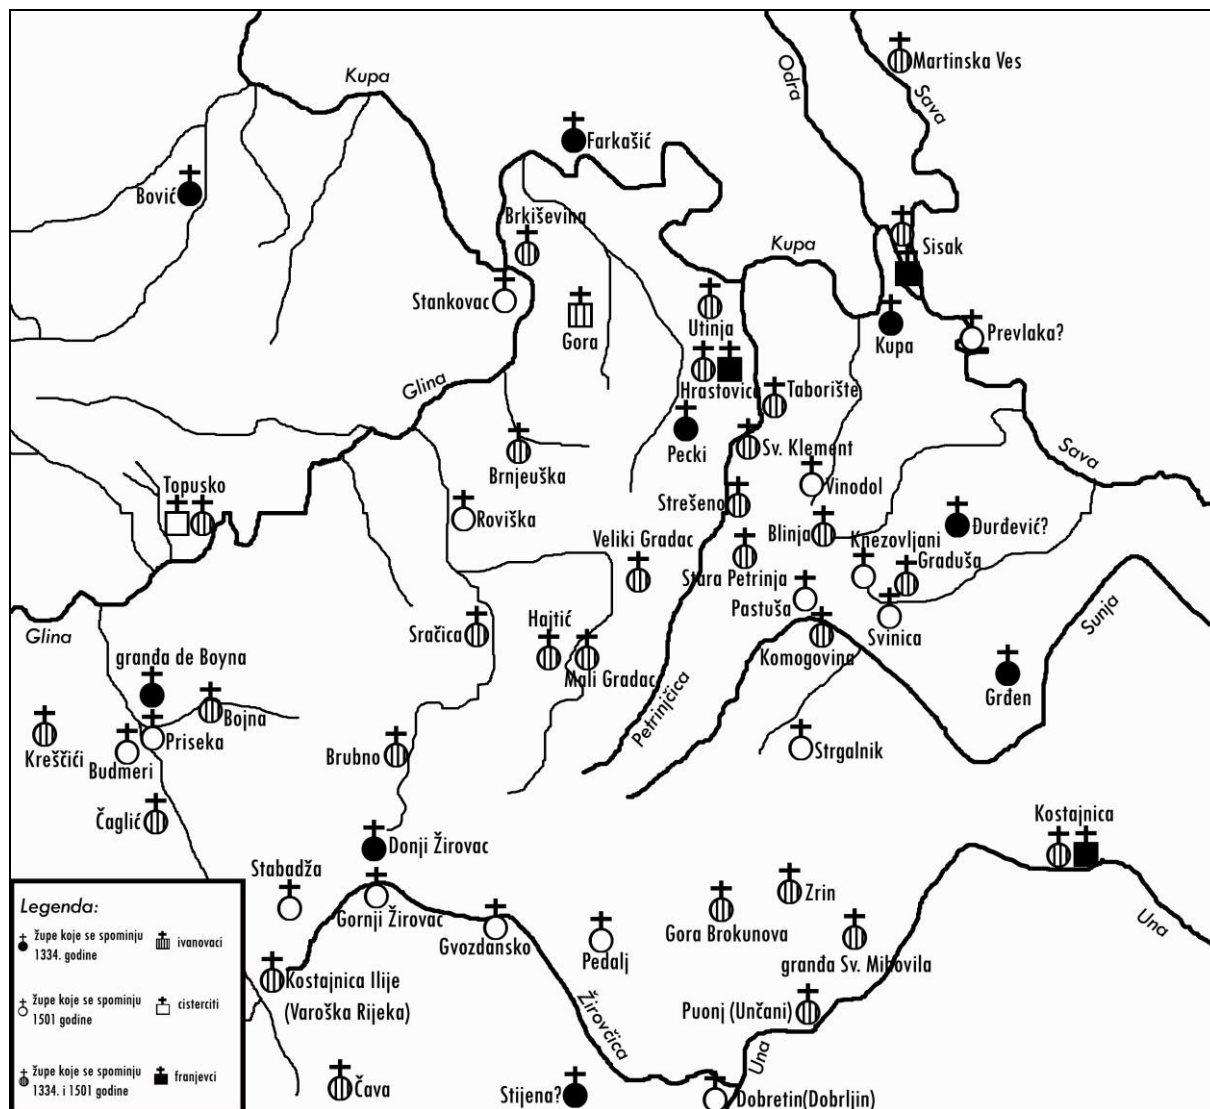 Martinska Ves
Odra
Sava
Kupa
Farkašić
Bović
Brkiševina
Kupa
Sisak
Stankovac
Gora
Utinja
Kupa
Prevlaka?
Glina
Hrastovica
Taborište
Pecki
Sv. Klement
Sava
Brnjeuška
Topusko
Vinodol
Strešeno
Roviška
Đurđević?
Blinja
Veliki Gradac
Knezovljani
Graduša
Stara Petrinja
Pastuša
Svinica
Sunja
Glina
Sračica
Hajtić
Mali Gradac
Komogovina
granđa de Boyna
Grđen
Petrinjčica
Bojna
Kreščići
Priseka
Budmeri
Brubno
Strgalnik
Čaglić
Kostajnica
Donji Žirovac
Stabadža
Zrin
Gornji Žirovac
Gvozdansko
Gora Brokunova
Una
Pedalj
granđa Sv. Mihovila
Kostajnica Ilije
(Varoška Rijeka)
Puonj (Unčani)
Žirovčica
Una
Čava
Stijena?
Dobretin(Dobrljin)
Legenda:
župe koje se spominju
1334. godine
ivanovaci
župe koje se spominju
1501 godine
cisterciti
župe koje se spominju
1334. i 1501 godine
franjevci